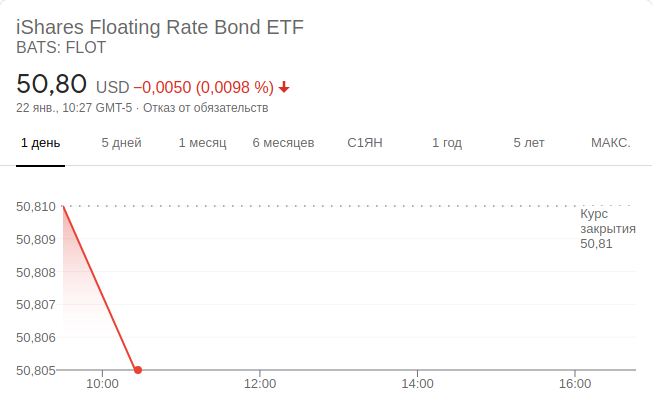 iShares Floating Rate Bond ETF
BATS: FLOT
50,80 USD −0,0050 (0,0098 %)
22 янв., 10:27 GMT-5 · Отказ от обязательств
1 день 5 дней 1 месяц 6 месяцев С1ЯН 1 год 5 лет МАКС.
50,810
Курс
закрытия
50,81
50,809
50,808
50,807
50,806
50,805
10:00 12:00 14:00 16:00